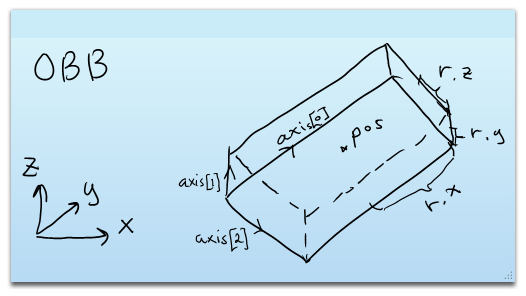 OBB
r.z
axis[0]
.pos
r.y
z
axis[1]
y
r.x
x
axis[2]